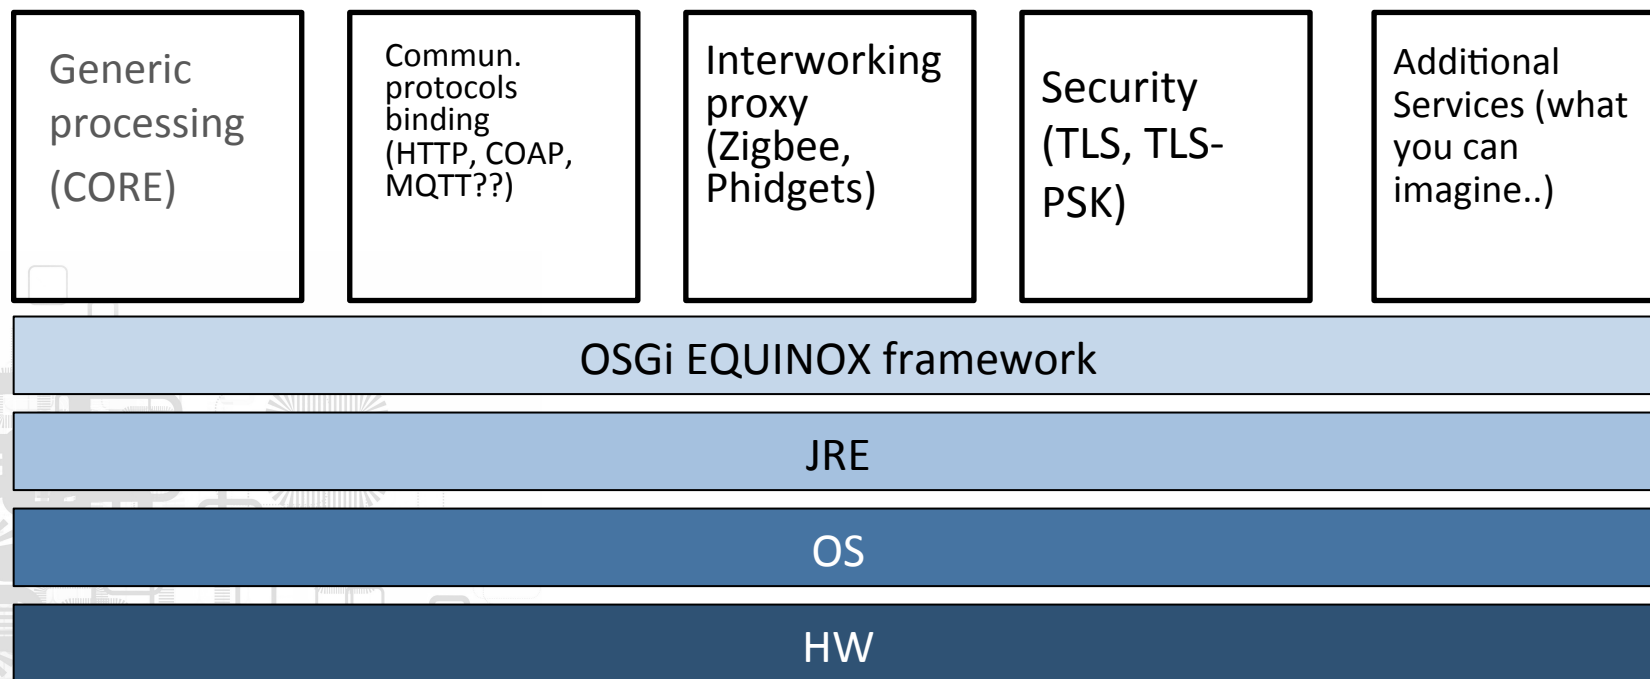 Generic
processing
(CORE)
Commun.
protocols
binding
(HTTP, COAP,
MQTT??)
Interworking
proxy
(Zigbee,
Phidgets)
Security
(TLS, TLS-
PSK)
Additional
Services (what
you can
imagine..)
OSGi EQUINOX framework
JRE
OS
HW